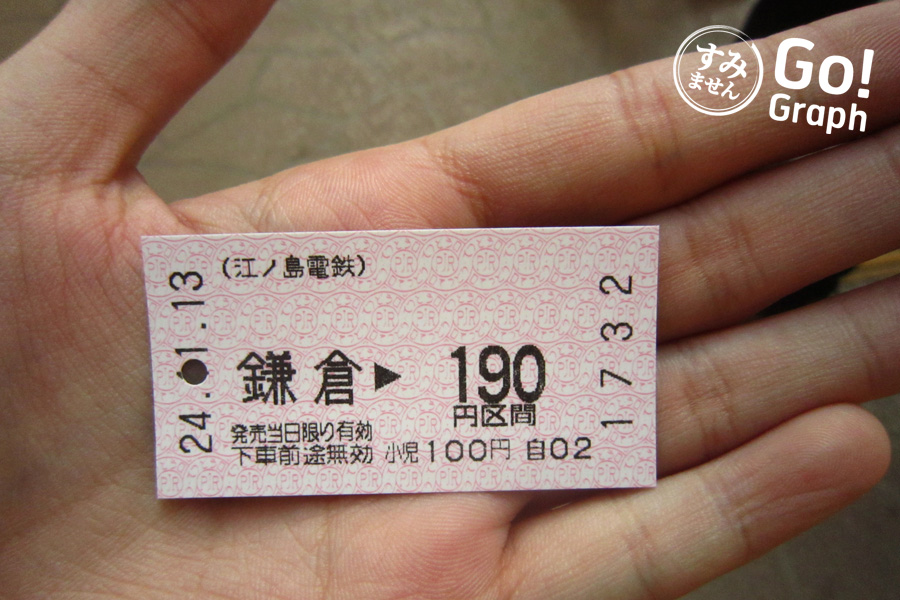 すみ
ません
Go!
Graph
(江ノ島電鉄)
24.-1.13
鎌倉▶ 190
円区間
発売当日限り有効
下車前途無効 小児100円 自02
1732